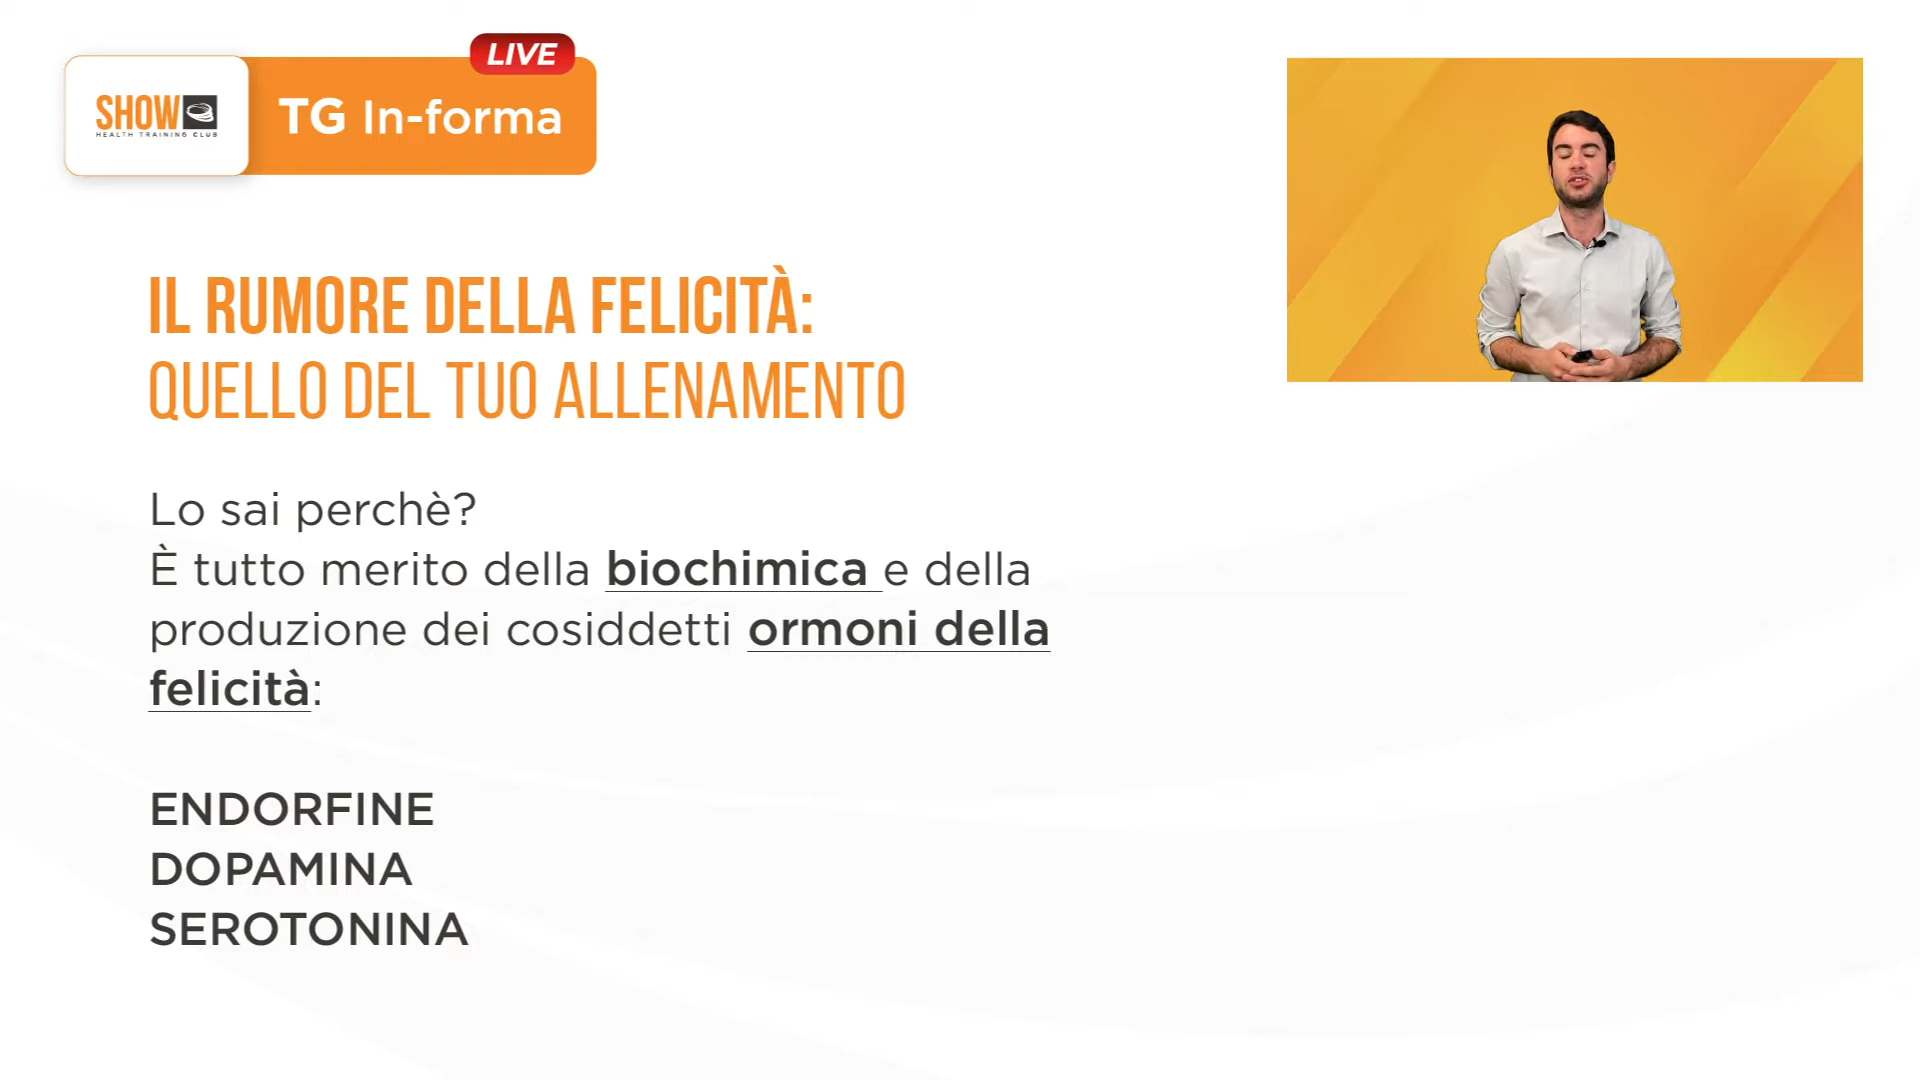 LIVE
SHOW
HEALTH TRAINING CLUB
TG In-forma
IL RUMORE DELLA FELICITÀ:
QUELLO DEL TUO ALLENAMENTO
Lo sai perchè?
È tutto merito della biochimica e della
produzione dei cosiddetti ormoni della
felicità:
ENDORFINE
DOPAMINA
SEROTONINA